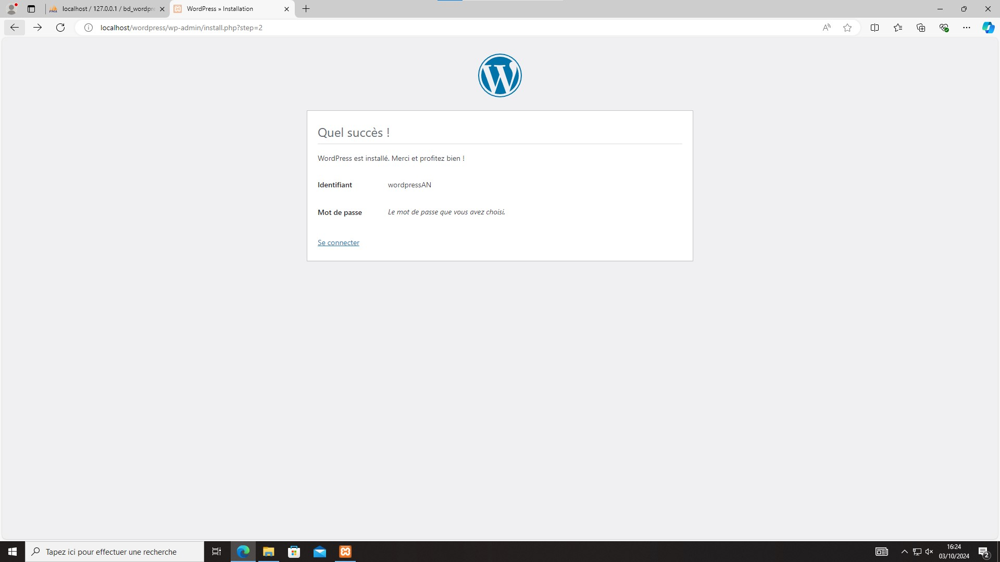 localhost / 127.0.0.1 / bd_wordpre
WordPress » Installation
localhost/wordpress/wp-admin/install.php?step=2
Quel succès !
WordPress est installé. Merci et profitez bien !
Identifiant wordpressAN
Mot de passe Le mot de passe que vous avez choisi.
Se connecter
Tapez ici pour effectuer une recherche
16:24
03/10/2024
2